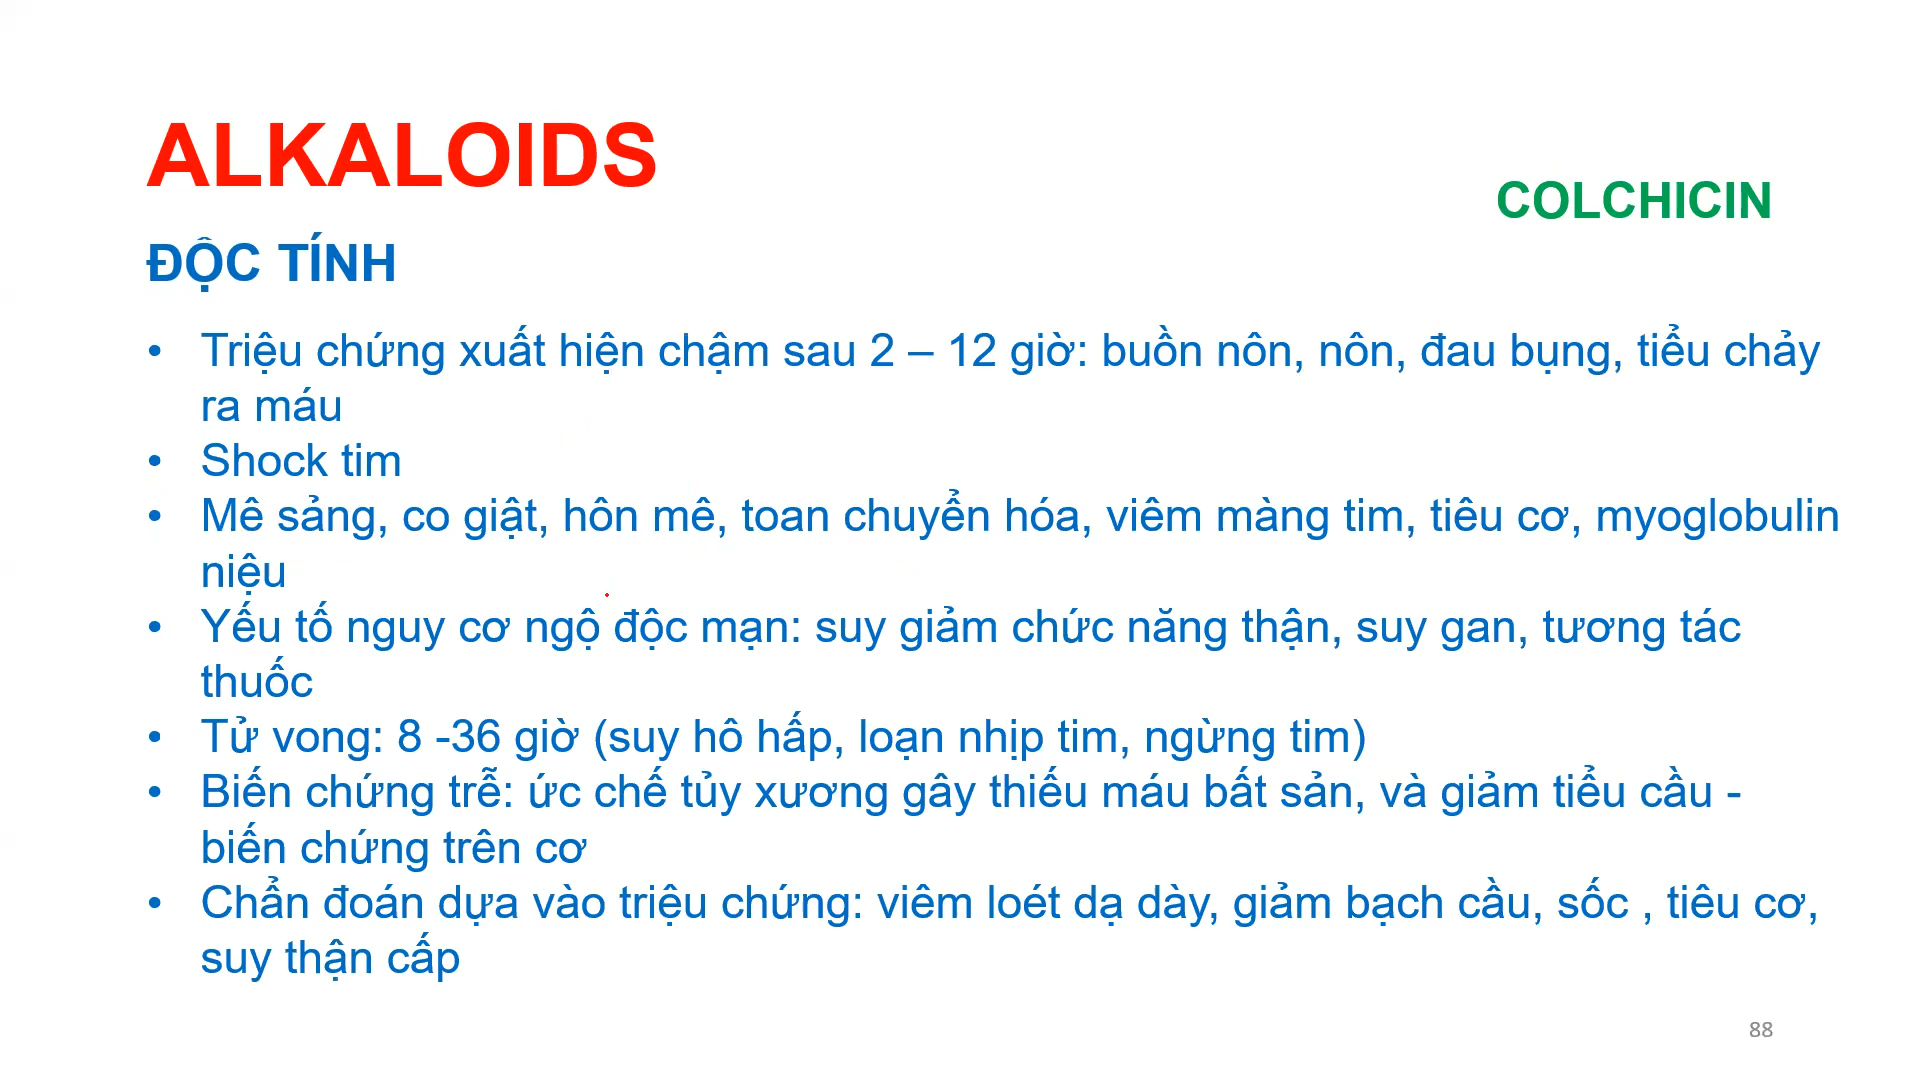 ALKALOIDS
COLCHICIN
ĐỘC TÍNH
• Triệu chứng xuất hiện chậm sau 2 – 12 giờ: buồn nôn, nôn, đau bụng, tiểu chảy
ra máu
• Shock tim
• Mê sảng, co giật, hôn mê, toan chuyển hóa, viêm màng tim, tiêu cơ, myoglobulin
niệu
• Yếu tố nguy cơ ngộ độc mạn: suy giảm chức năng thận, suy gan, tương tác
thuốc
• Tử vong: 8 -36 giờ (suy hô hấp, loạn nhịp tim, ngừng tim)
• Biến chứng trễ: ức chế tủy xương gây thiếu máu bất sản, và giảm tiểu cầu -
biến chứng trên cơ
• Chẩn đoán dựa vào triệu chứng: viêm loét dạ dày, giảm bạch cầu, sốc , tiêu cơ,
suy thận cấp
88